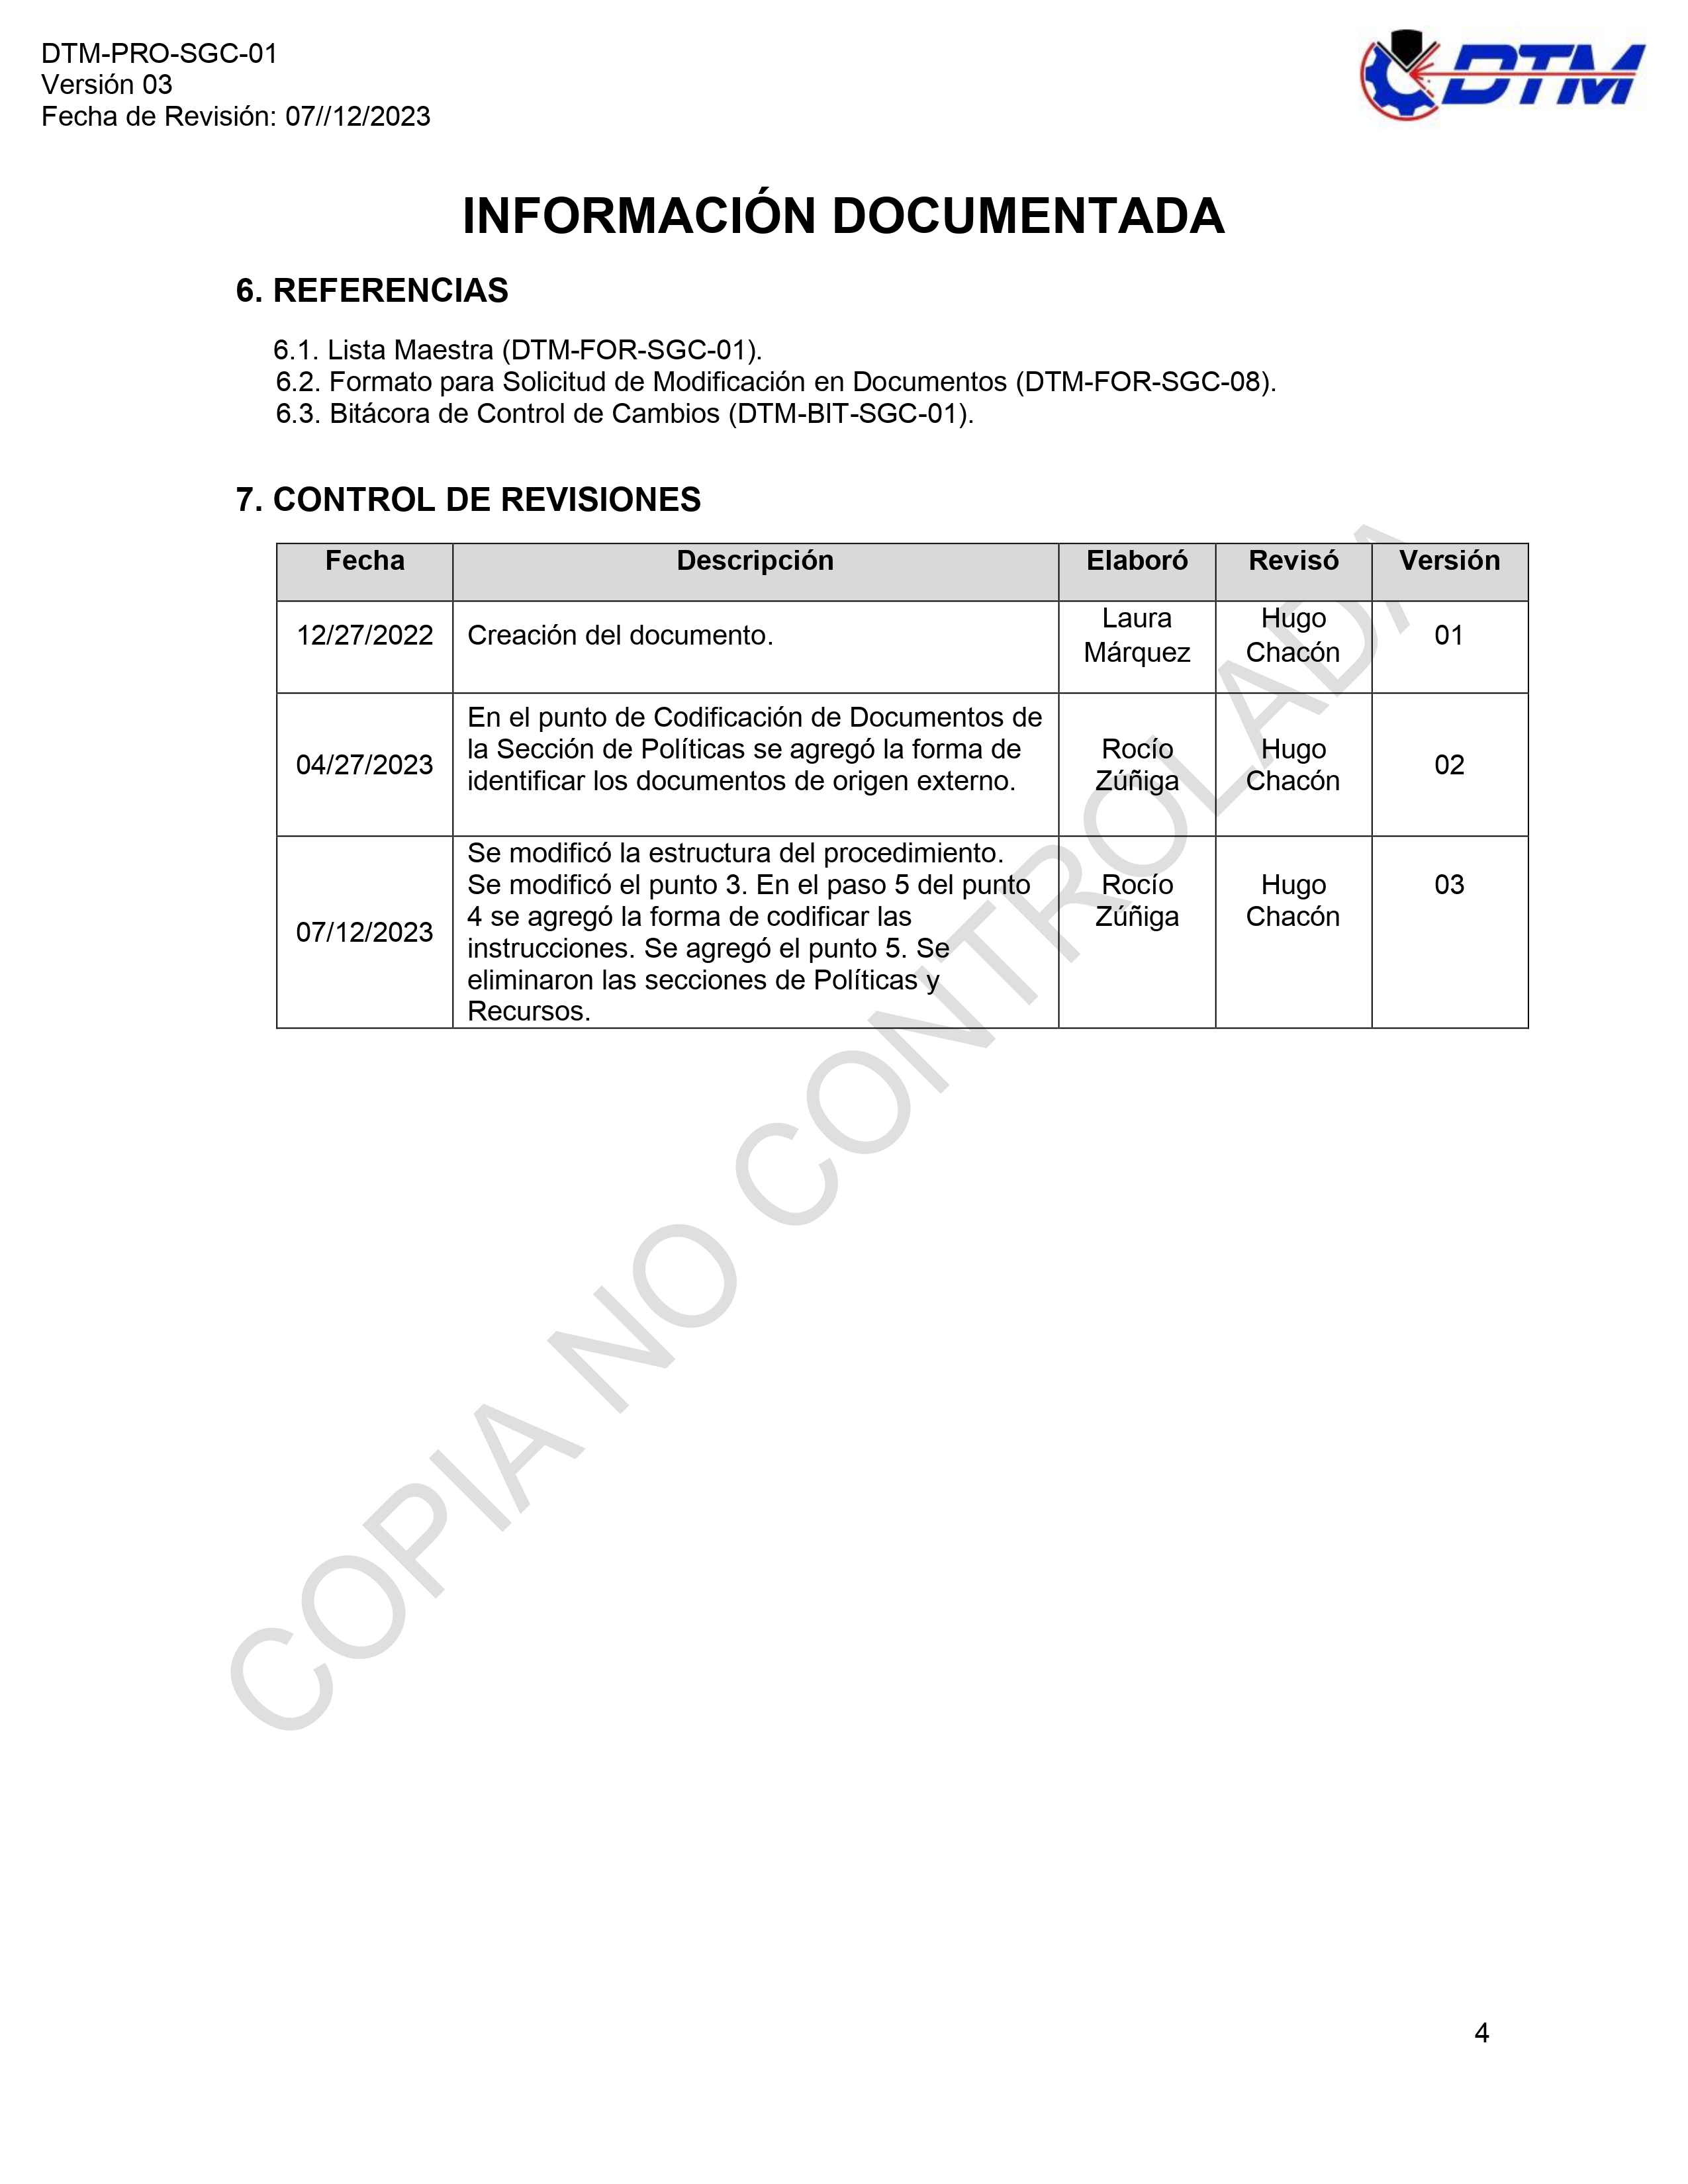 DTM-PRO-SGC-01
Versión 03
Fecha de Revisión: 07//12/2023
DTM
INFORMACIÓN DOCUMENTADA
6. REFERENCIAS
6.1. Lista Maestra (DTM-FOR-SGC-01).
6.2. Formato para Solicitud de Modificación en Documentos (DTM-FOR-SGC-08).
6.3. Bitácora de Control de Cambios (DTM-BIT-SGC-01).
7. CONTROL DE REVISIONES
Fecha Descripción Elaboró Revisó Versión
12/27/2022
Creación del documento.
Laura
Márquez
Hugo
Chacón
01
04/27/2023
En el punto de Codificación de Documentos de
la Sección de Políticas se agregó la forma de
identificar los documentos de origen externo.
Rocío
Zúñiga
Hugo
Chacón
02
07/12/2023
Se modificó la estructura del procedimiento.
Se modificó el punto 3. En el paso 5 del punto
4 se agregó la forma de codificar las
instrucciones. Se agregó el punto 5. Se
eliminaron las secciones de Políticas y
Recursos.
Rocío
Zúñiga
Hugo
Chacón
03
COPIA NO CONTROLADA
4